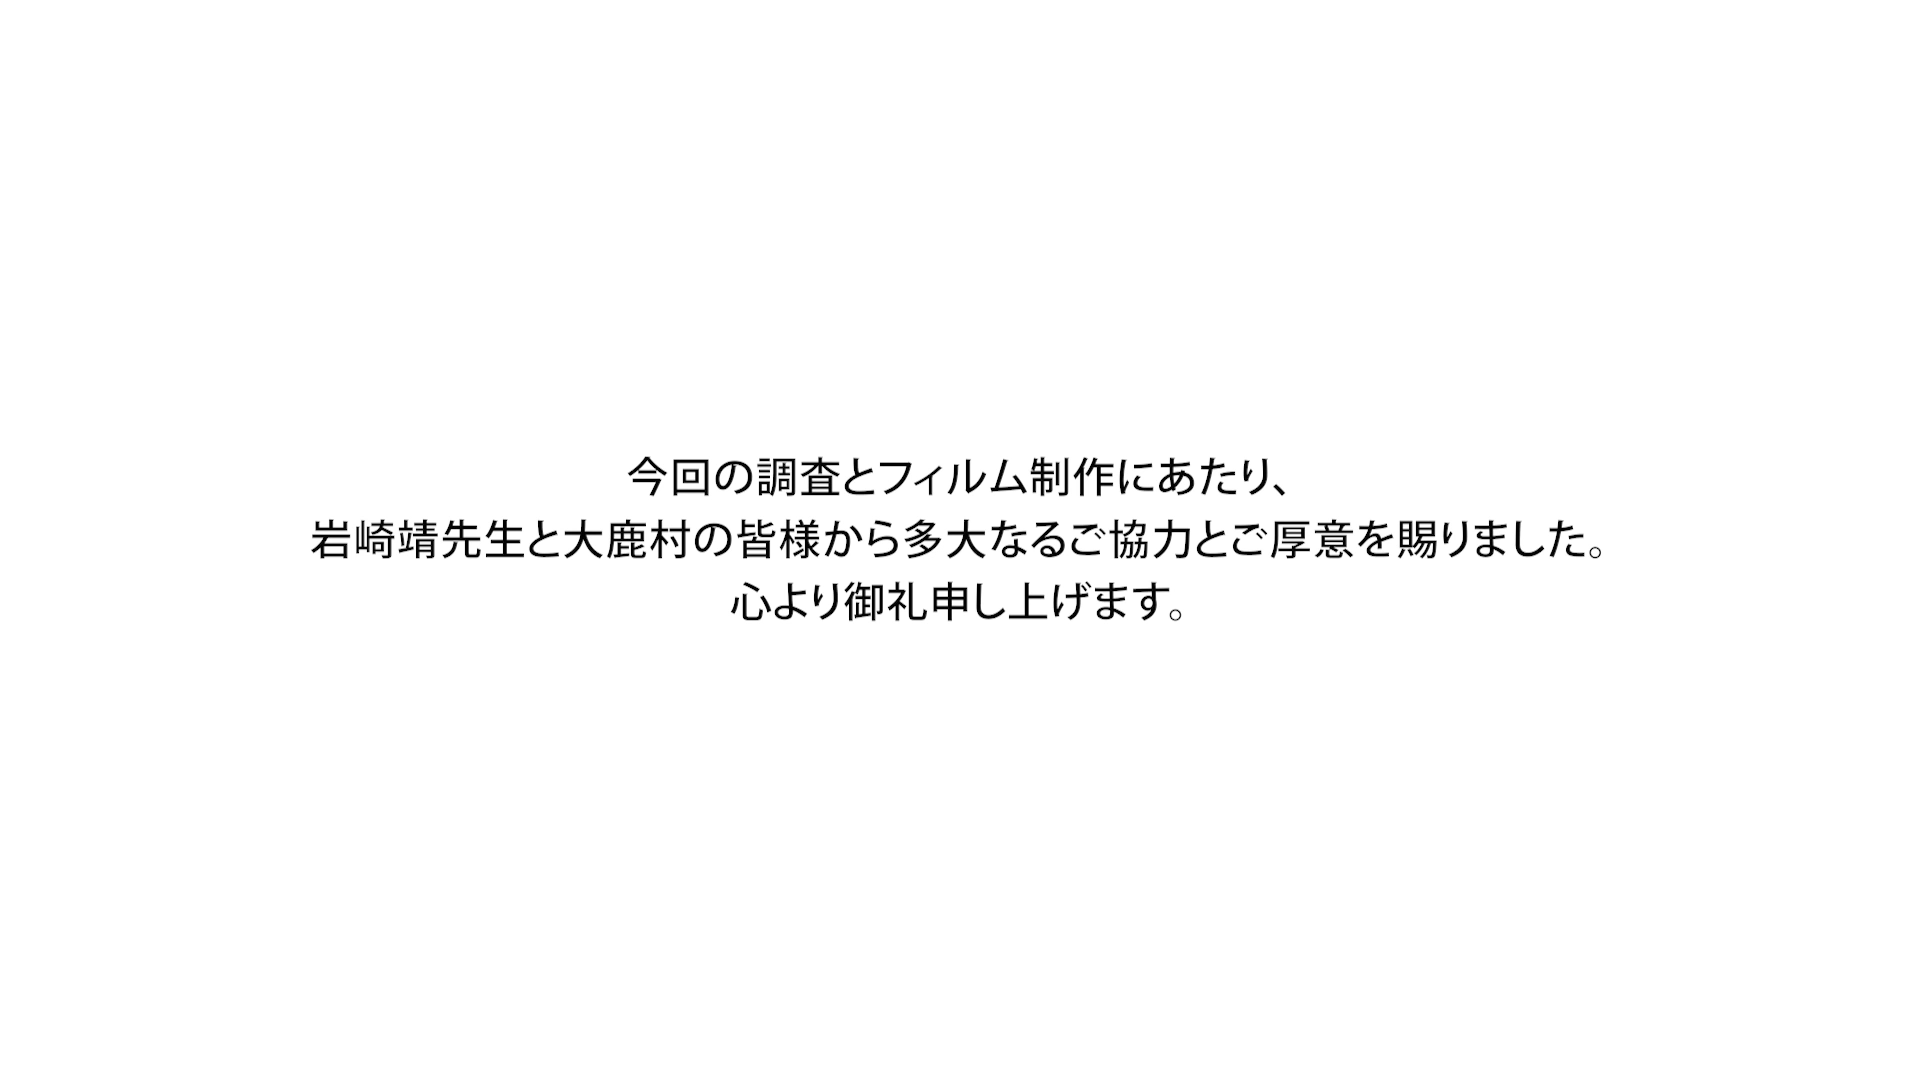 今回の調査とフィルム制作にあたり、
岩崎靖先生と大鹿村の皆様から多大なるご協力とご厚意を賜りました。
心より御礼申し上げます。